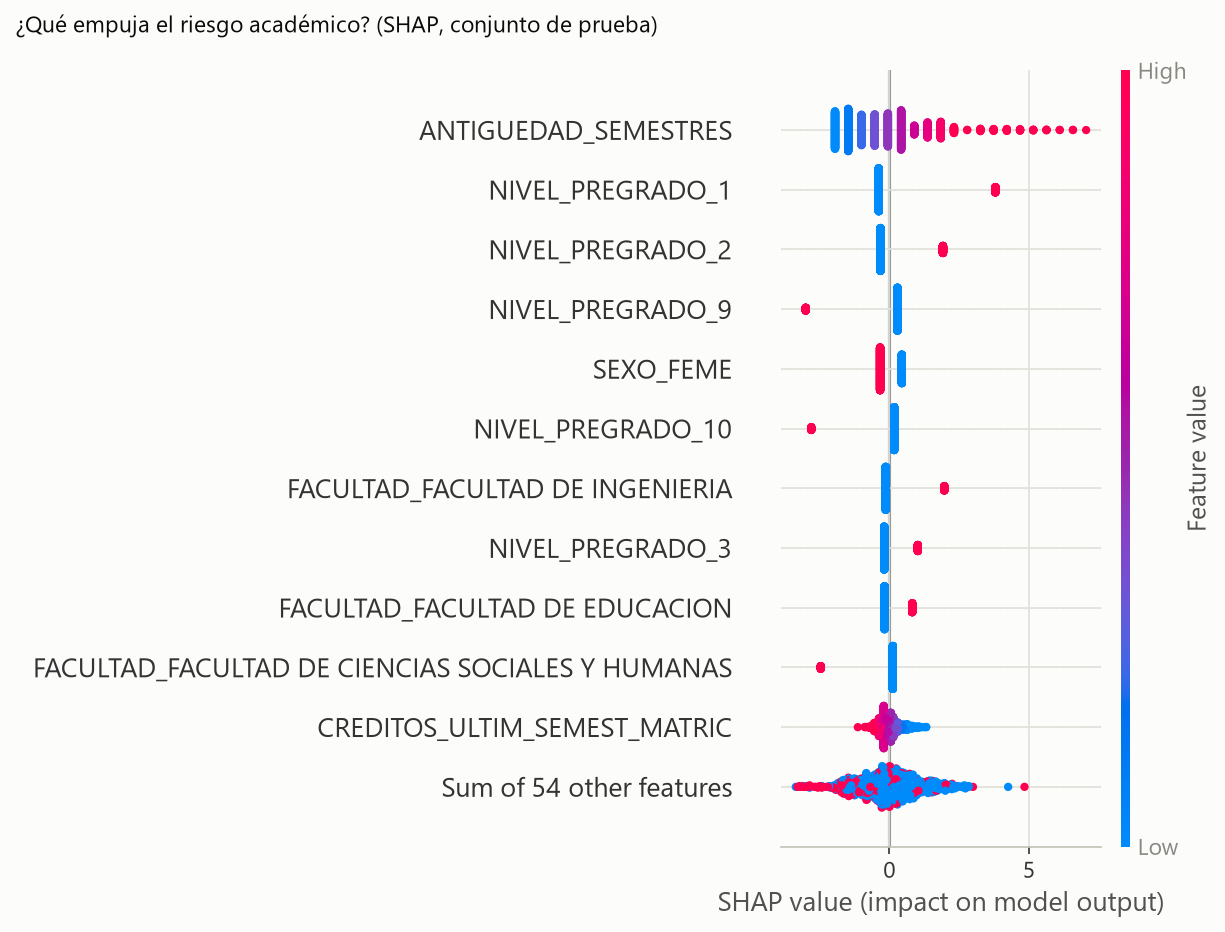 ¿Qué empuja el riesgo académico? (SHAP, conjunto de prueba)
High
ANTIGUEDAD_SEMESTRES
NIVEL_PREGRADO_1
NIVEL_PREGRADO_2
NIVEL_PREGRADO_9
SEXO_FEME
NIVEL_PREGRADO_10
FACULTAD_FACULTAD DE INGENIERIA
NIVEL_PREGRADO_3
FACULTAD_FACULTAD DE EDUCACION
FACULTAD_FACULTAD DE CIENCIAS SOCIALES Y HUMANAS
CREDITOS_ULTIM_SEMEST_MATRIC
Sum of 54 other features
Feature value
Low
0 5
SHAP value (impact on model output)